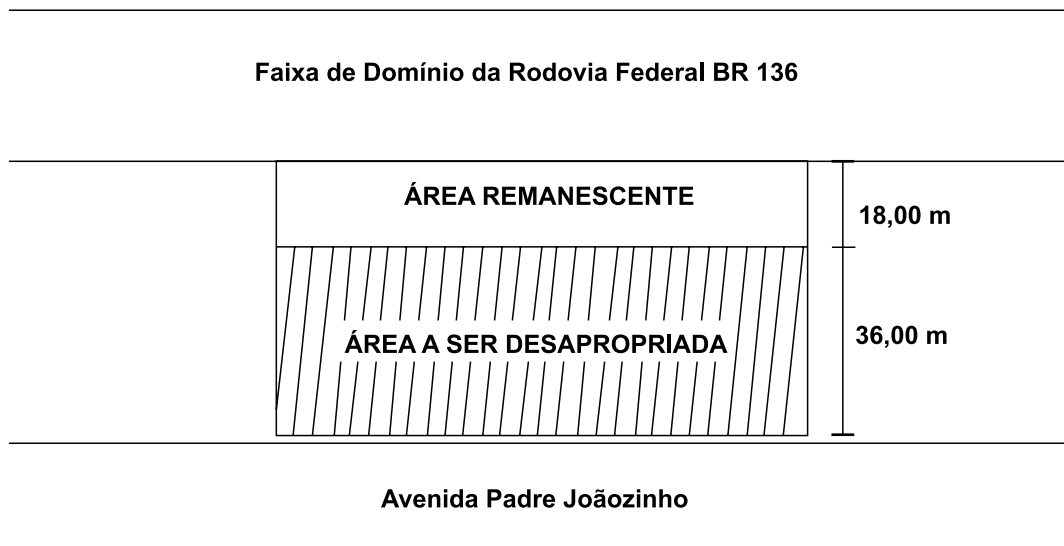 Faixa de Domínio da Rodovia Federal BR 136
ÁREA REMANESCENTE
18,00 m
ÁREA A SER DESAPROPRIADA
36,00 m
Avenida Padre Joãozinho